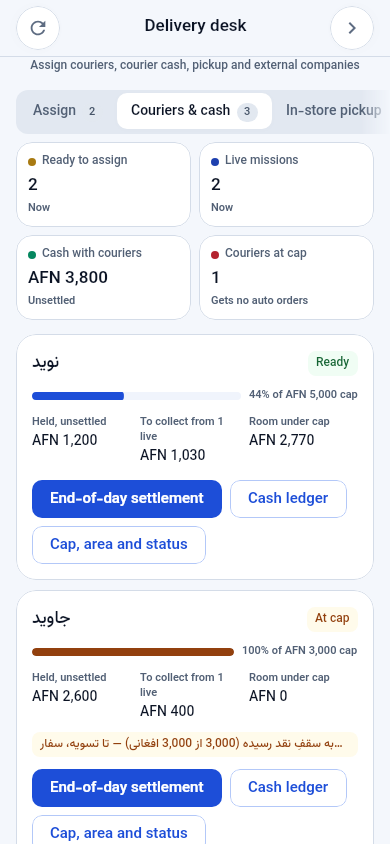 Delivery desk
Assign couriers, courier cash, pickup and external companies
Assign 2 Couriers & cash 3 In-store pickup
Ready to assign
2
Now
Live missions
2
Now
Cash with couriers
AFN 3,800
Unsettled
Couriers at cap
1
Gets no auto orders
نوید
Ready
44% of AFN 5,000 cap
Held, unsettled
AFN 1,200
To collect from 1
live
AFN 1,030
Room under cap
AFN 2,770
End-of-day settlement
Cash ledger
Cap, area and status
جاوید
At cap
100% of AFN 3,000 cap
Held, unsettled
AFN 2,600
To collect from 1
live
AFN 400
Room under cap
AFN 0
به سقفِ نقد رسیده (3,000 از 3,000 افغانی) — تا تسویه، سفار…
End-of-day settlement
Cash ledger
Cap, area and status